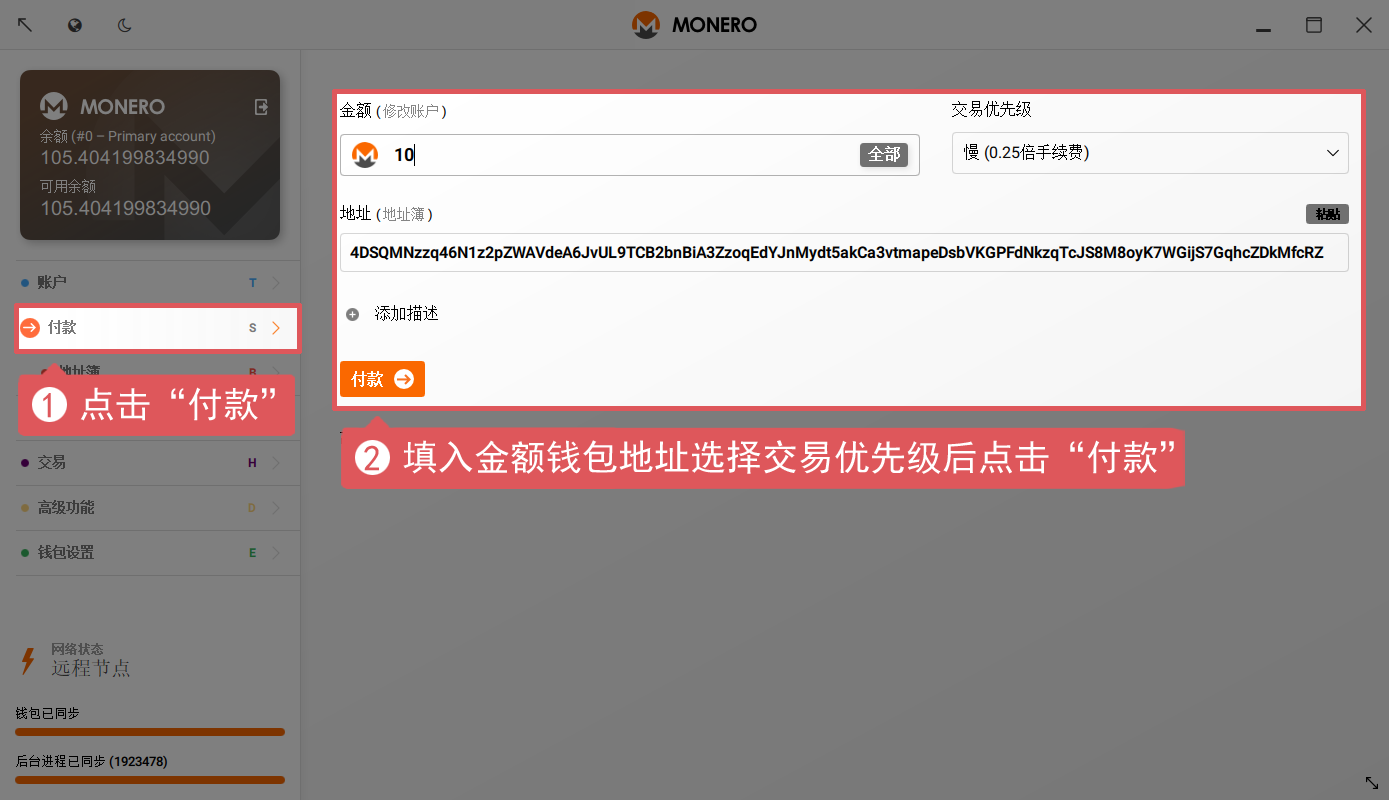 MONERO
MONERO
余额 (#0 – Primary account)
105.404199834990
可用余额
105.404199834990
账户 T
付款 S
地址簿 R
① 点击“付款”
交易 H
高级功能 D
钱包设置 E
网络状态
远程节点
钱包已同步
后台进程已同步 (1923478)
金额 (修改账户)
10 全部
交易优先级
慢 (0.25倍手续费)
地址 (地址簿)
粘贴
4DSQMNzzq46N1z2pZWAVdeA6JvUL9TCB2bnBiA3ZzoqEdYJnMydt5akCa3vtmapeDsbVKGPFdNkzqTcJS8M8oyK7WGijS7GqhcZDkMfcRZ
添加描述
付款
② 填入金额钱包地址选择交易优先级后点击“付款”